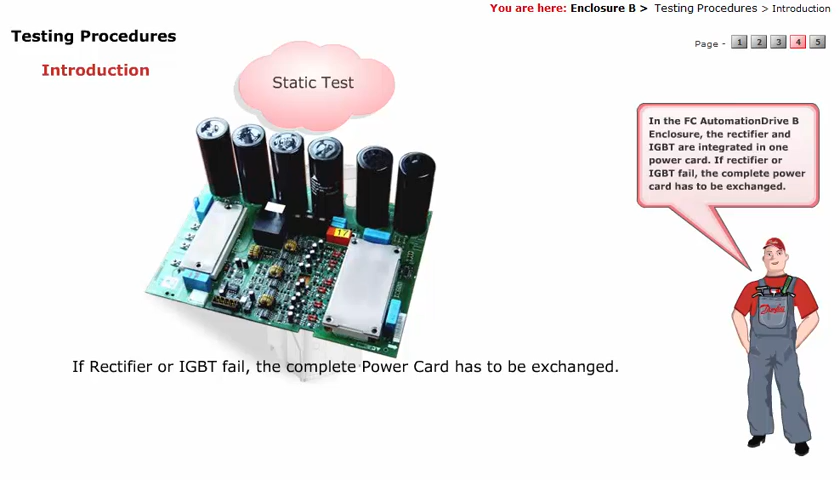 You are here: Enclosure B > Testing Procedures > Introduction
Testing Procedures
Page - 1 2 3 4 5
Introduction
Static Test
In the FC AutomationDrive B
Enclosure, the rectifier and
IGBT are integrated in one
power card. If rectifier or
IGBT fail, the complete power
card has to be exchanged.
17
Danfoss
If Rectifier or IGBT fail, the complete Power Card has to be exchanged.